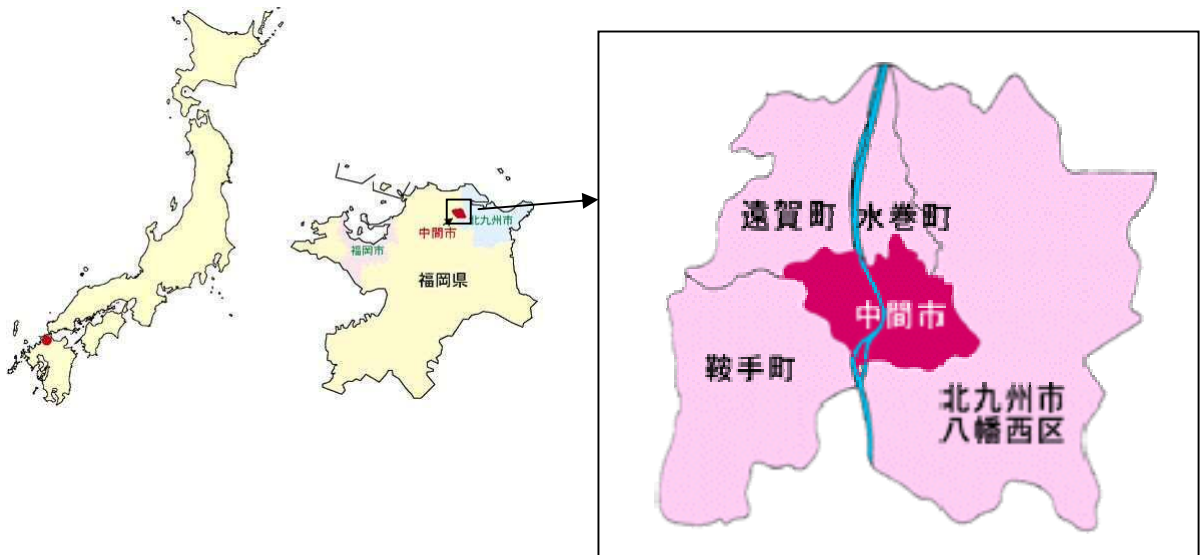 北九州市
中間市
福岡市
福岡県
遠賀町
水巻町
中間市
鞍手町
北九州市
八幡西区